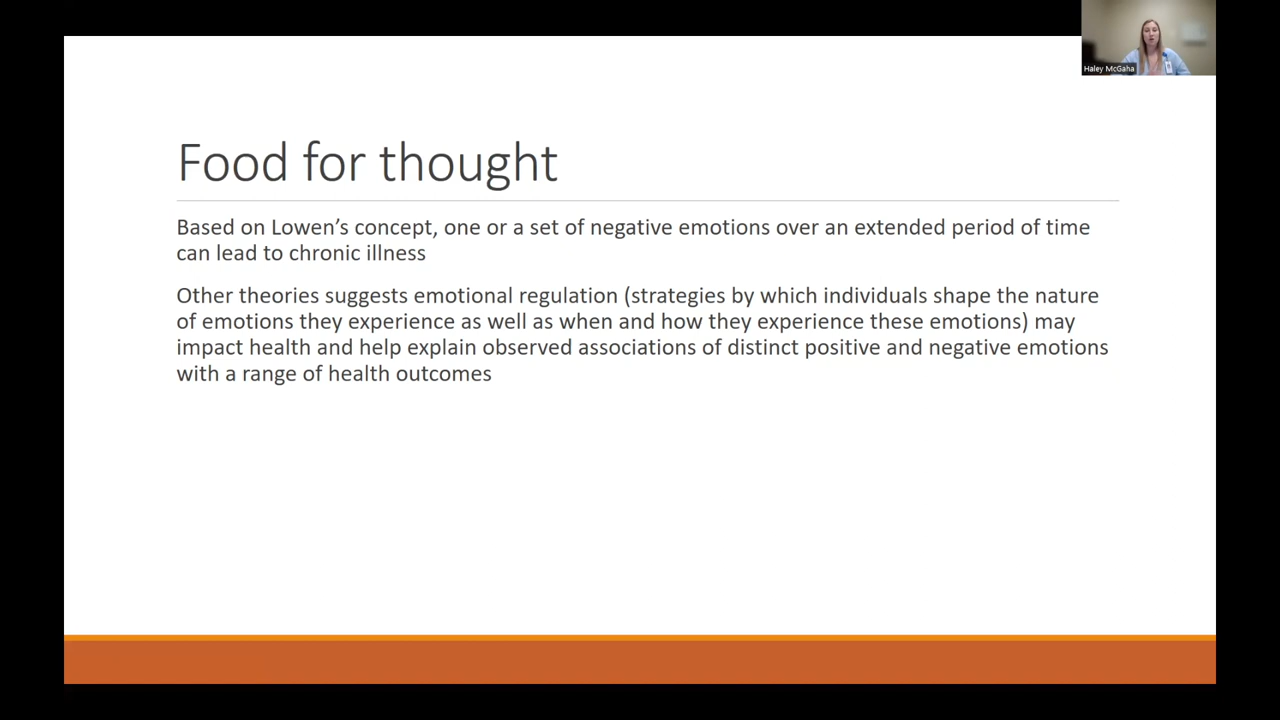 Haley McGaha
Food for thought
Based on Lowen’s concept, one or a set of negative emotions over an extended period of time
can lead to chronic illness
Other theories suggests emotional regulation (strategies by which individuals shape the nature
of emotions they experience as well as when and how they experience these emotions) may
impact health and help explain observed associations of distinct positive and negative emotions
with a range of health outcomes